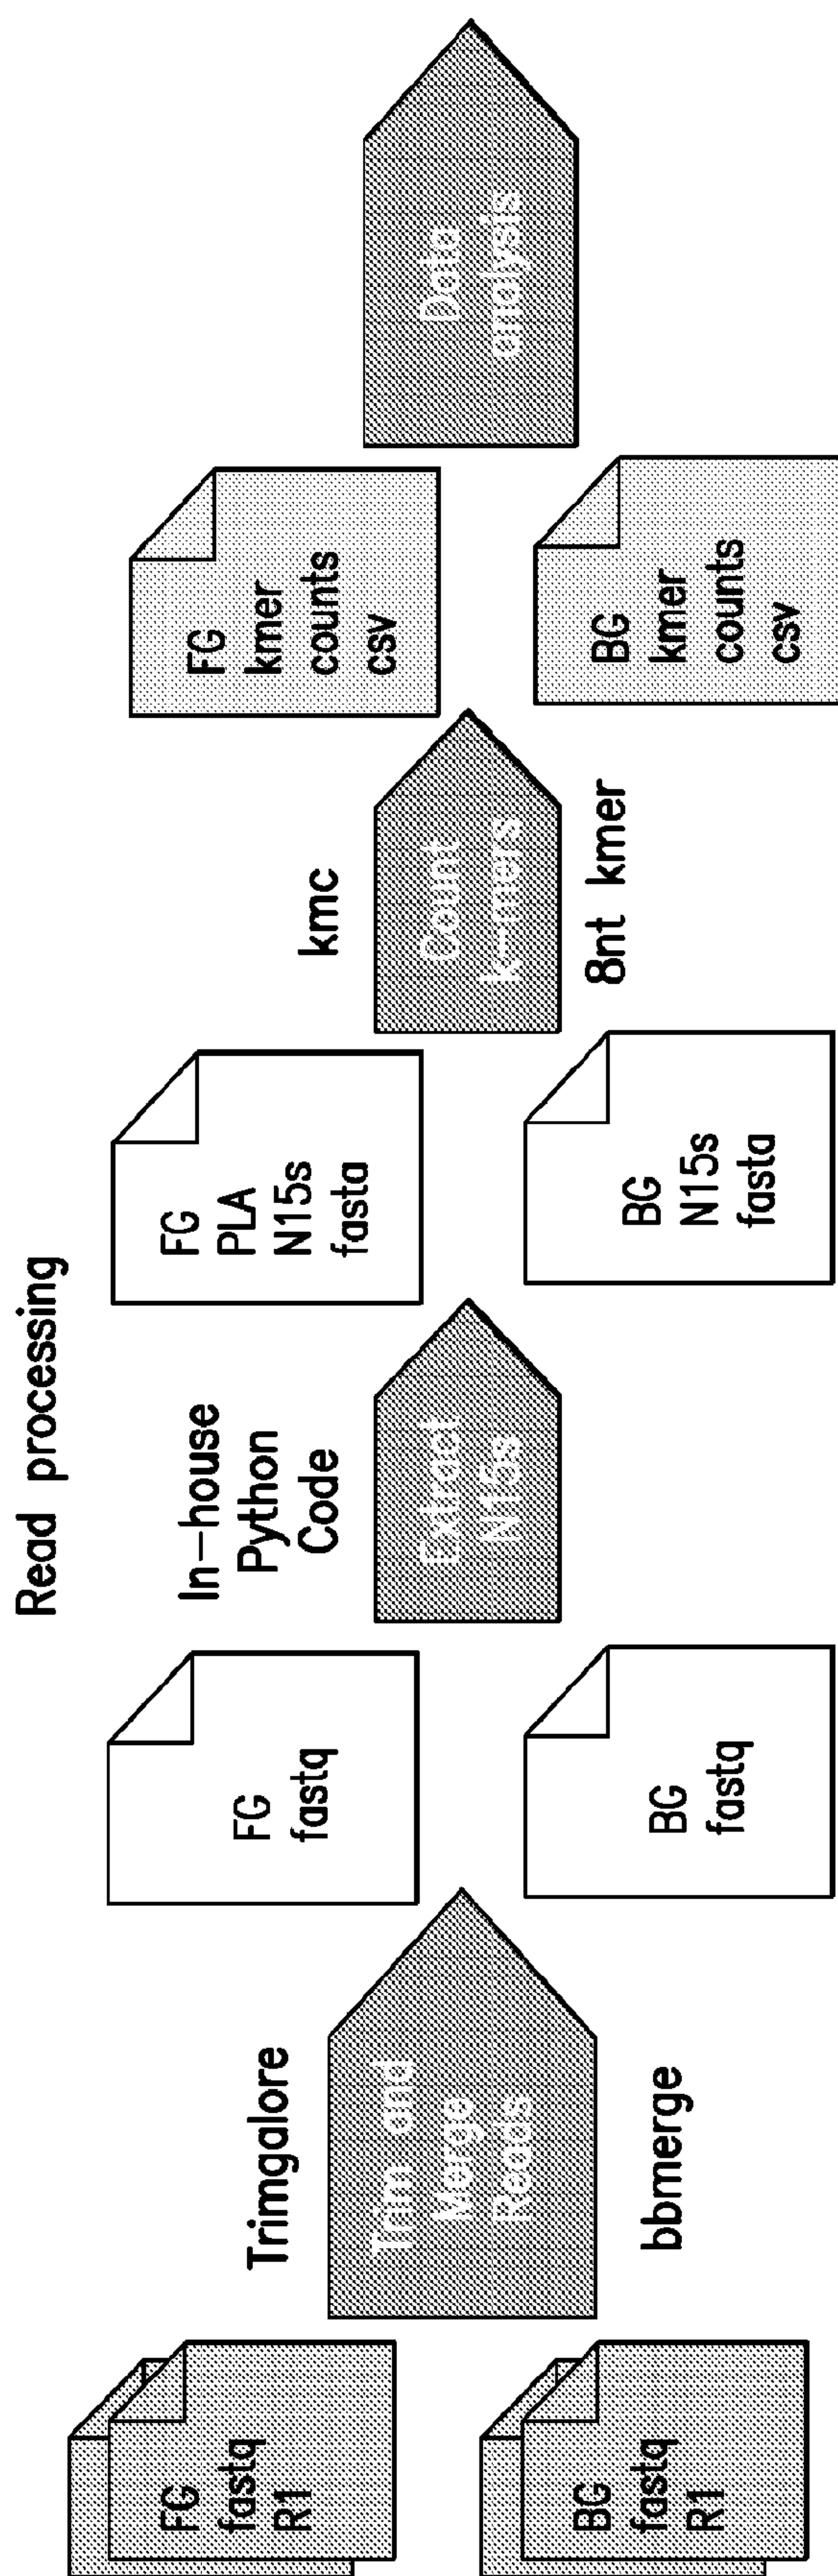 Read processing
FG
fastq
R1
BG
fastq
R1
Trimgalore
Trim and
Merge
Reads
bbmerge
FG
fastq
BG
fastq
In-house
Python
Code
Extract
N15s
FG
PLA
N15s
fasta
BG
N15s
fasta
kmc
Count
k-mers
8nt kmer
FG
kmer
counts
csv
BG
kmer
counts
csv
Data
analysis